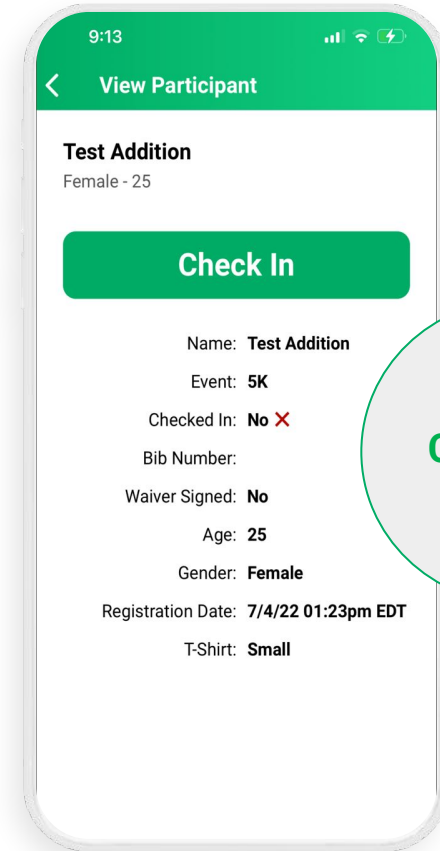 9:13
View Participant
Test Addition
Female - 25
Check In
Name: Test Addition
Event: 5K
Checked In: No ✕
Bib Number:
Waiver Signed: No
Age: 25
Gender: Female
Registration Date: 7/4/22 01:23pm EDT
T-Shirt: Small